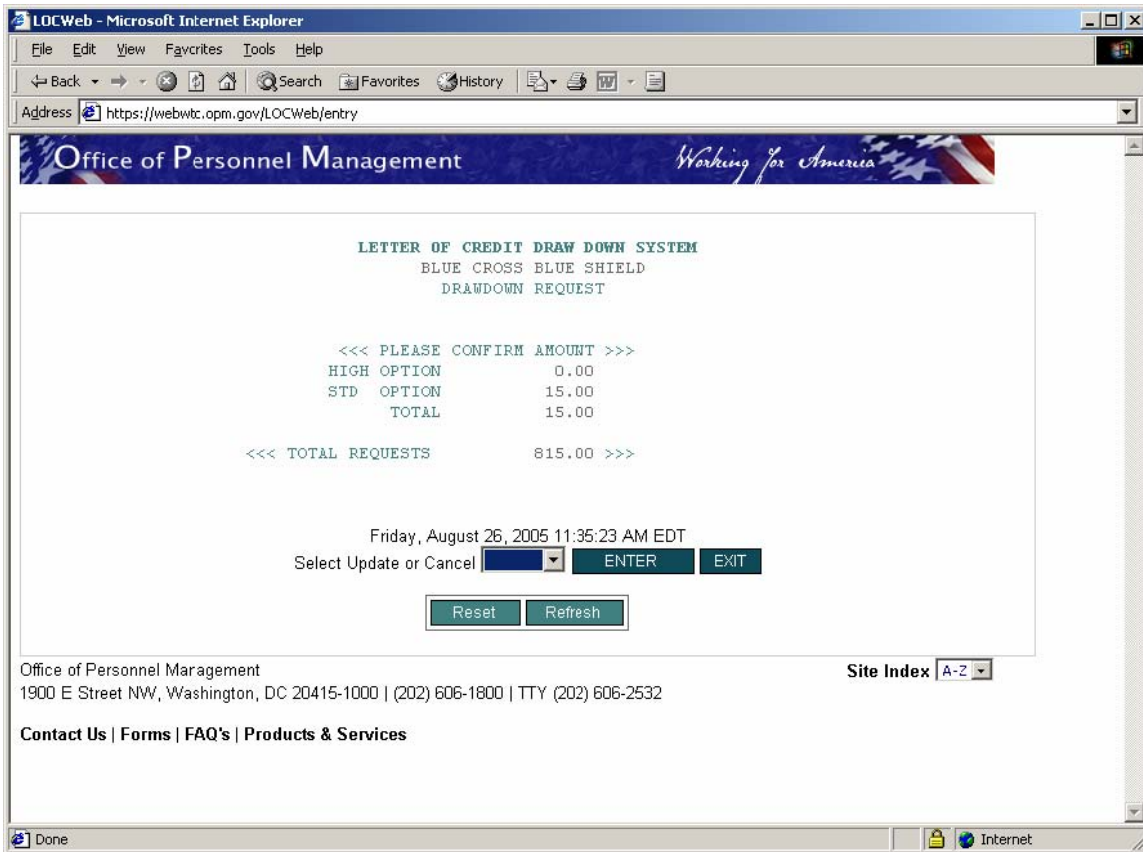 LOCWeb - Microsoft Internet Explorer
File Edit View Favorites Tools Help
Back Search Favorites History
Address https://webwtc.opm.gov/LOCWeb/entry
Office of Personnel Management Working for America
LETTER OF CREDIT DRAW DOWN SYSTEM
BLUE CROSS BLUE SHIELD
DRAWDOWN REQUEST
<<< PLEASE CONFIRM AMOUNT >>>
HIGH OPTION 0.00
STD OPTION 15.00
TOTAL 15.00
<<< TOTAL REQUESTS 815.00 >>>
Friday, August 26, 2005 11:35:23 AM EDT
Select Update or Cancel ENTER EXIT
Reset Refresh
Office of Personnel Management Site Index A-Z
1900 E Street NW, Washington, DC 20415-1000 | (202) 606-1800 | TTY (202) 606-2532
Contact Us | Forms | FAQ's | Products & Services
Done Internet